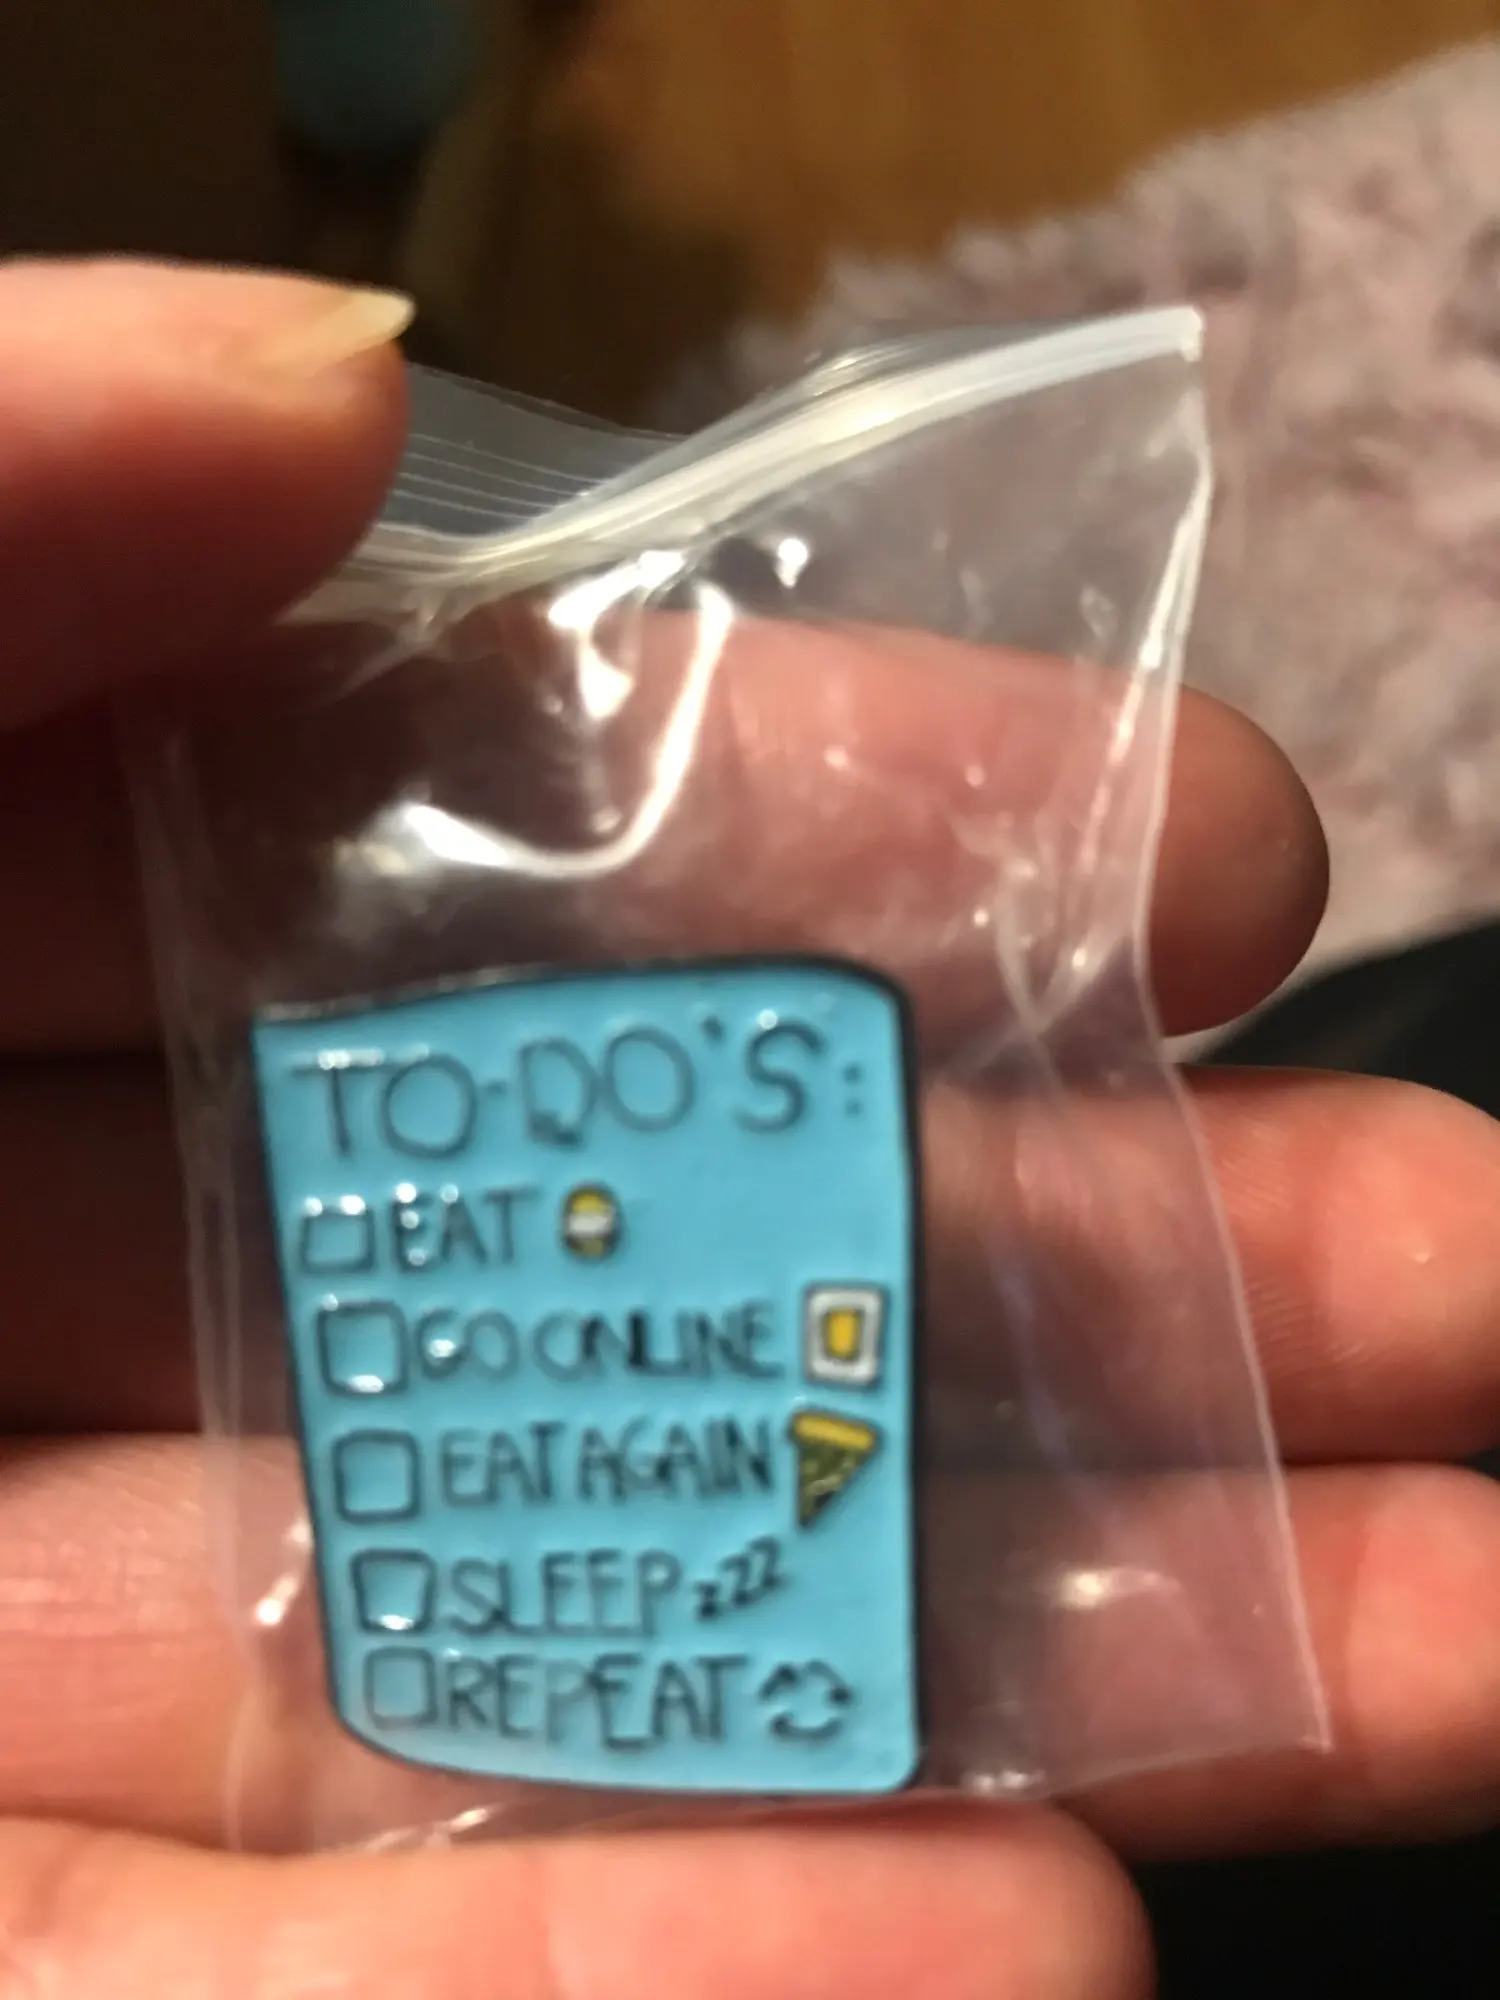 TO-DO'S:
EAT
GO ONLINE
EAT AGAIN
SLEEP zzz
REPEAT